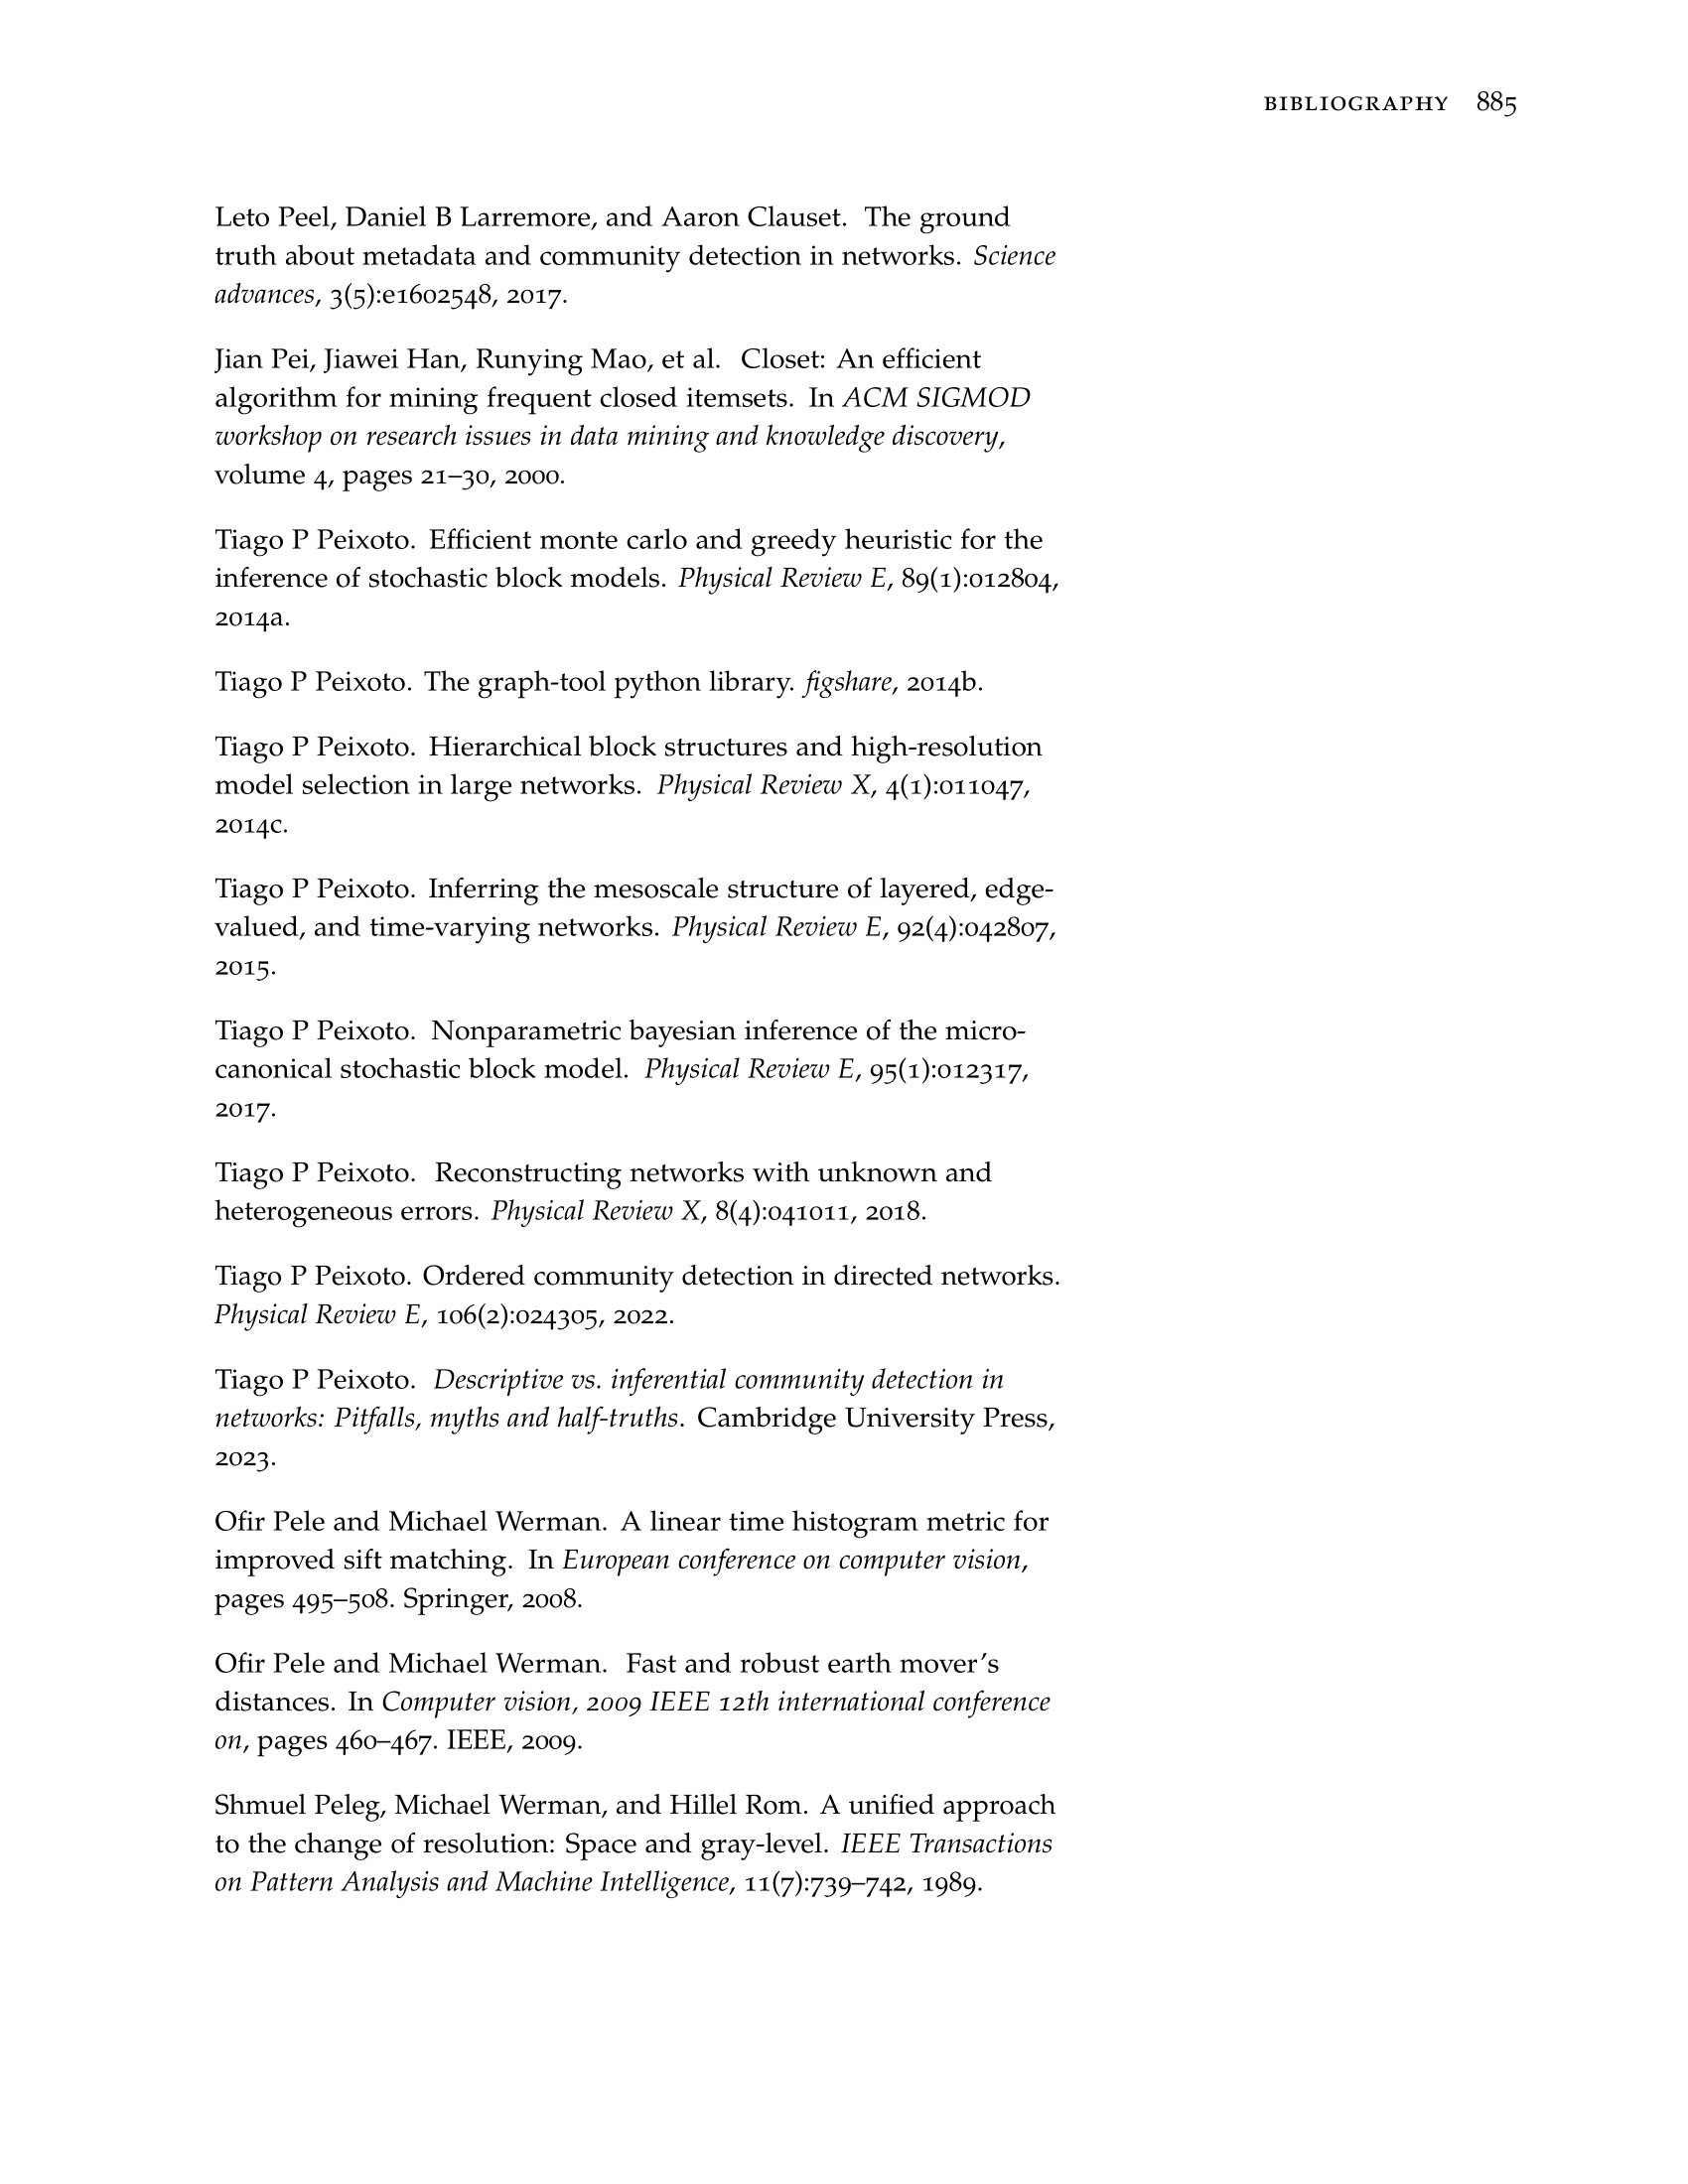 BIBLIOGRAPHY 885
Leto Peel, Daniel B Larremore, and Aaron Clauset. The ground
truth about metadata and community detection in networks. Science
advances, 3(5):e1602548, 2017.
Jian Pei, Jiawei Han, Runying Mao, et al. Closet: An efficient
algorithm for mining frequent closed itemsets. In ACM SIGMOD
workshop on research issues in data mining and knowledge discovery,
volume 4, pages 21–30, 2000.
Tiago P Peixoto. Efficient monte carlo and greedy heuristic for the
inference of stochastic block models. Physical Review E, 89(1):012804,
2014a.
Tiago P Peixoto. The graph-tool python library. figshare, 2014b.
Tiago P Peixoto. Hierarchical block structures and high-resolution
model selection in large networks. Physical Review X, 4(1):011047,
2014c.
Tiago P Peixoto. Inferring the mesoscale structure of layered, edge-
valued, and time-varying networks. Physical Review E, 92(4):042807,
2015.
Tiago P Peixoto. Nonparametric bayesian inference of the micro-
canonical stochastic block model. Physical Review E, 95(1):012317,
2017.
Tiago P Peixoto. Reconstructing networks with unknown and
heterogeneous errors. Physical Review X, 8(4):041011, 2018.
Tiago P Peixoto. Ordered community detection in directed networks.
Physical Review E, 106(2):024305, 2022.
Tiago P Peixoto. Descriptive vs. inferential community detection in
networks: Pitfalls, myths and half-truths. Cambridge University Press,
2023.
Ofir Pele and Michael Werman. A linear time histogram metric for
improved sift matching. In European conference on computer vision,
pages 495–508. Springer, 2008.
Ofir Pele and Michael Werman. Fast and robust earth mover's
distances. In Computer vision, 2009 IEEE 12th international conference
on, pages 460–467. IEEE, 2009.
Shmuel Peleg, Michael Werman, and Hillel Rom. A unified approach
to the change of resolution: Space and gray-level. IEEE Transactions
on Pattern Analysis and Machine Intelligence, 11(7):739–742, 1989.